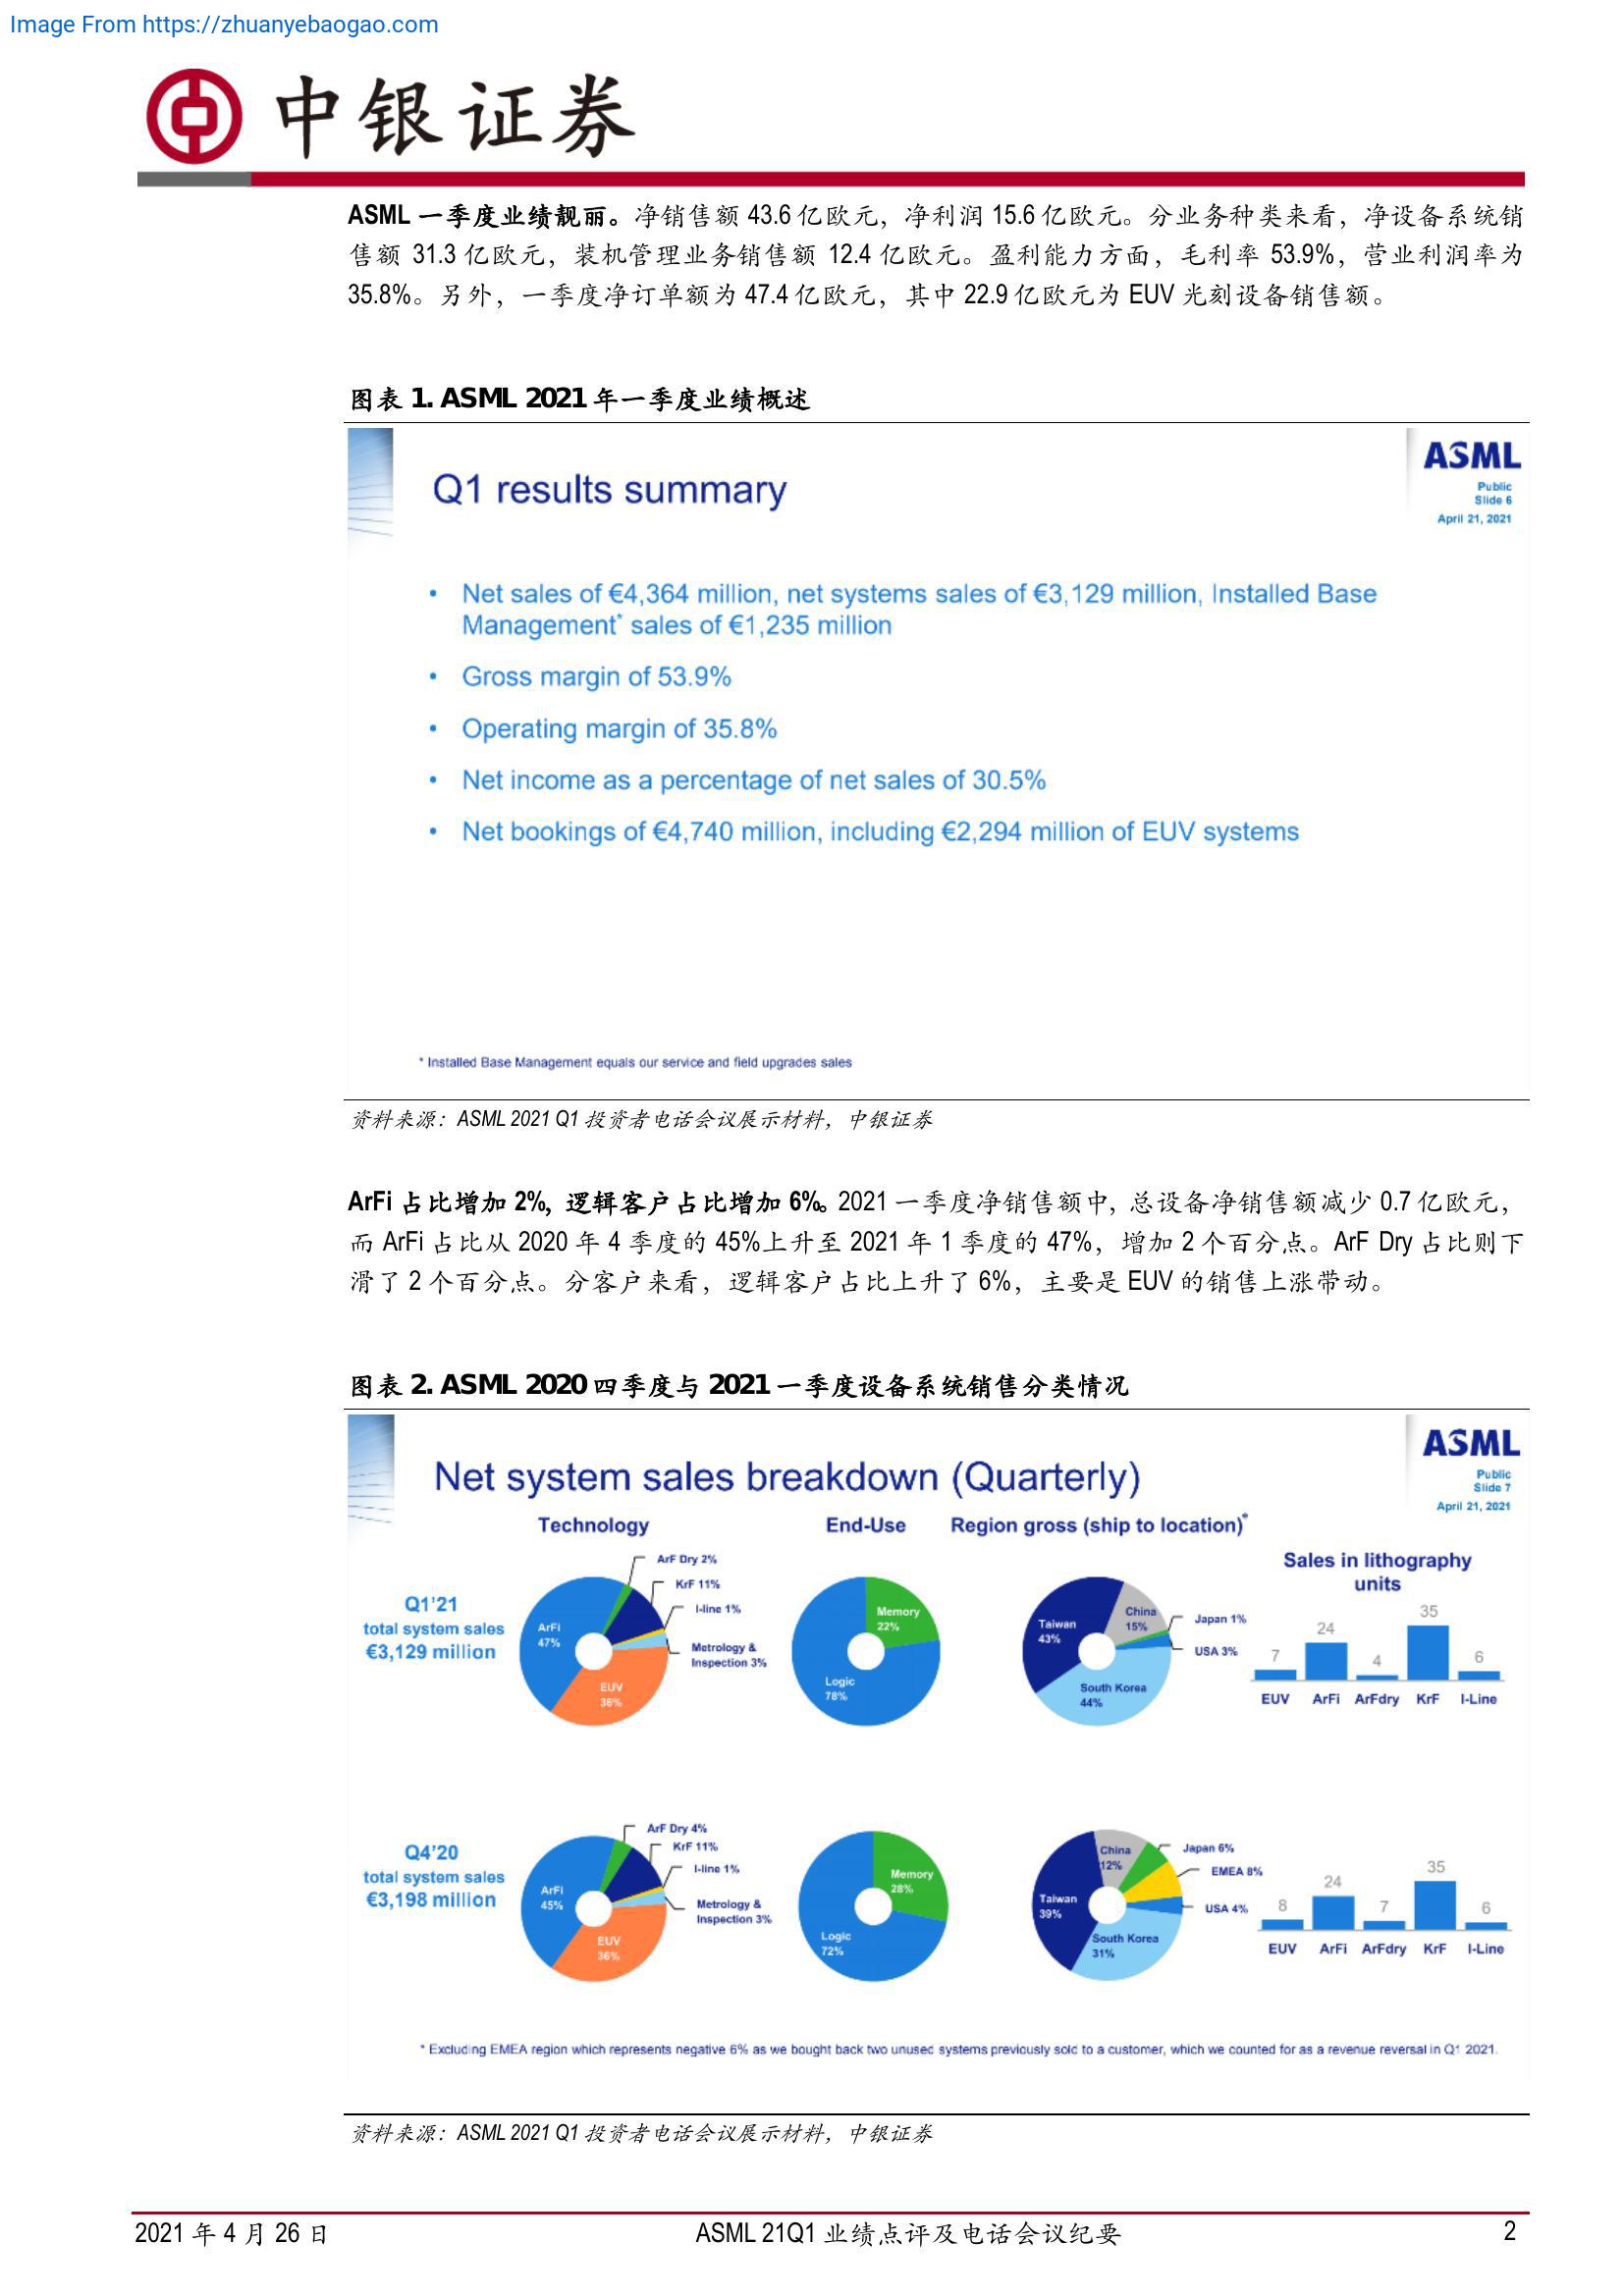 Image From https://zhuanyebaogao.com
中银证券
ASML 一季度业绩靓丽。净销售额 43.6 亿欧元，净利润 15.6 亿欧元。分业务种类来看，净设备系统销
售额 31.3 亿欧元，装机管理业务销售额 12.4 亿欧元。盈利能力方面，毛利率 53.9%，营业利润率为
35.8%。另外，一季度净订单额为 47.4 亿欧元，其中 22.9 亿欧元为 EUV 光刻设备销售额。
图表 1. ASML 2021 年一季度业绩概述
ASML
Public
Slide 6
April 21, 2021
Q1 results summary
• Net sales of €4,364 million, net systems sales of €3,129 million, Installed Base
Management* sales of €1,235 million
• Gross margin of 53.9%
• Operating margin of 35.8%
• Net income as a percentage of net sales of 30.5%
• Net bookings of €4,740 million, including €2,294 million of EUV systems
* Installed Base Management equals our service and field upgrades sales
资料来源：ASML 2021 Q1 投资者电话会议展示材料，中银证券
ArFi 占比增加 2%, 逻辑客户占比增加 6%。2021 一季度净销售额中, 总设备净销售额减少 0.7 亿欧元，
而 ArFi 占比从 2020 年 4 季度的 45%上升至 2021 年 1 季度的 47%，增加 2 个百分点。ArF Dry 占比则下
滑了 2 个百分点。分客户来看，逻辑客户占比上升了 6%，主要是 EUV 的销售上涨带动。
图表 2. ASML 2020 四季度与 2021 一季度设备系统销售分类情况
ASML
Public
Slide 7
April 21, 2021
Net system sales breakdown (Quarterly)
Technology
End-Use
Region gross (ship to location)*
Sales in lithography
units
Q1'21
total system sales
€3,129 million
ArF Dry 2%
KrF 11%
I-line 1%
Metrology &
Inspection 3%
ArFi
47%
EUV
36%
Memory
22%
Logic
78%
Taiwan
43%
China
15%
Japan 1%
USA 3%
South Korea
44%
7
24
4
35
6
EUV ArFi ArFdry KrF I-Line
Q4'20
total system sales
€3,198 million
ArF Dry 4%
KrF 11%
I-line 1%
Metrology &
Inspection 3%
ArFi
45%
EUV
36%
Memory
28%
Logic
72%
China
12%
Japan 6%
EMEA 8%
USA 4%
Taiwan
39%
South Korea
31%
8
24
7
35
6
EUV ArFi ArFdry KrF I-Line
* Excluding EMEA region which represents negative 6% as we bought back two unused systems previously sold to a customer, which we counted for as a revenue reversal in Q1 2021.
资料来源：ASML 2021 Q1 投资者电话会议展示材料，中银证券
2021 年 4 月 26 日
ASML 21Q1 业绩点评及电话会议纪要
2